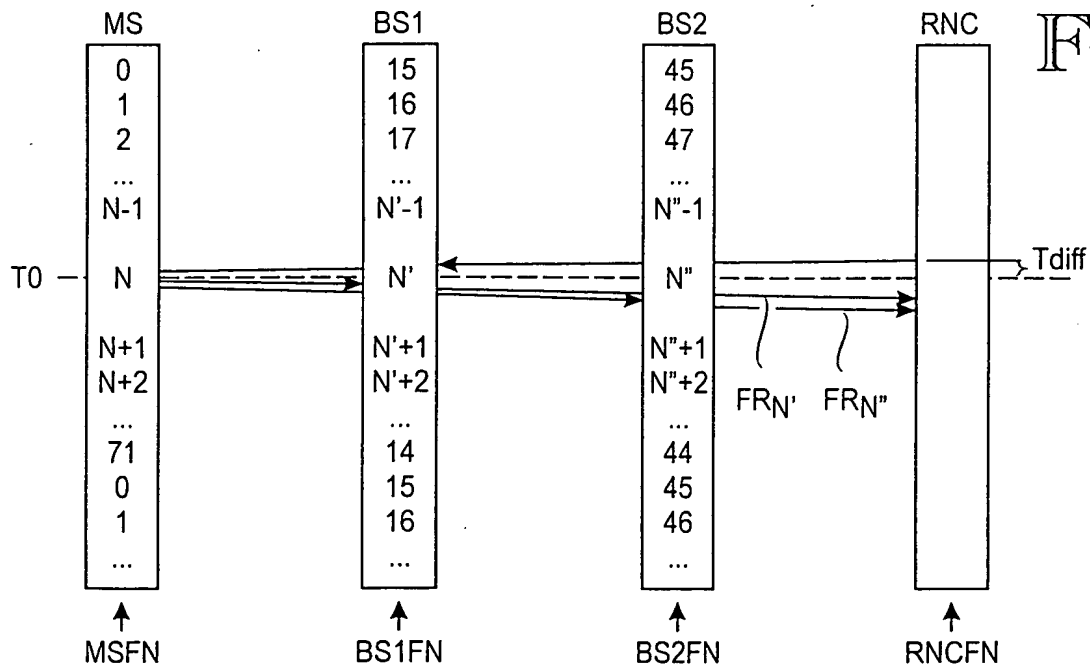 MS BS1 BS2 RNC F
0 15 45
1 16 46
2 17 47
... ... ...
N-1 N'-1 N"-1
T0 N N' N" Tdiff
N+1 N'+1 N"+1
N+2 N'+2 N"+2
FRN' FRN"
... ... ...
71 14 44
0 15 45
1 16 46
... ... ...
MSFN BS1FN BS2FN RNCFN